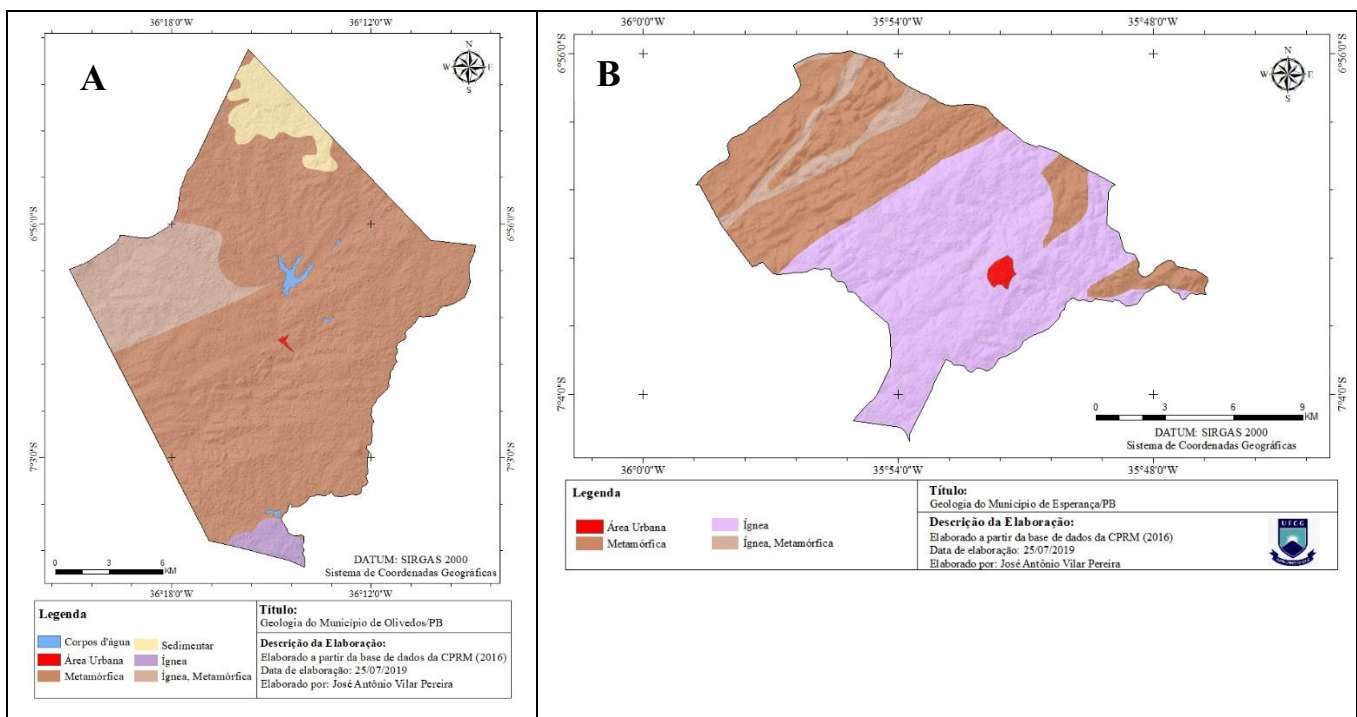 36°18'0"W
36°12'0"W
A
N
W
E
S
6°56'0"S
6°56'0"S
7°3'0"S
7°3'0"S
0
3
6
KM
DATUM: SIRGAS 2000
Sistema de Coordenadas Geográficas
36°18'0"W
36°12'0"W
Legenda
Corpos d'água
Sedimentar
Área Urbana
Ígnea
Metamórfica
Ígnea, Metamórfica
Título:
Geologia do Município de Olivedos/PB
Descrição da Elaboração:
Elaborado a partir da base de dados da CPRM (2016)
Data de elaboração: 25/07/2019
Elaborado por: José Antônio Vilar Pereira
36°0'0"W
35°54'0"W
35°48'0"W
B
N
W
E
S
6°56'0"S
6°56'0"S
7°4'0"S
7°4'0"S
0
3
6
9
KM
DATUM: SIRGAS 2000
Sistema de Coordenadas Geográficas
36°0'0"W
35°54'0"W
35°48'0"W
Legenda
Área Urbana
Ígnea
Metamórfica
Ígnea, Metamórfica
Título:
Geologia do Município de Esperança/PB
Descrição da Elaboração:
Elaborado a partir da base de dados da CPRM (2016)
Data de elaboração: 25/07/2019
Elaborado por: José Antônio Vilar Pereira
UFCG